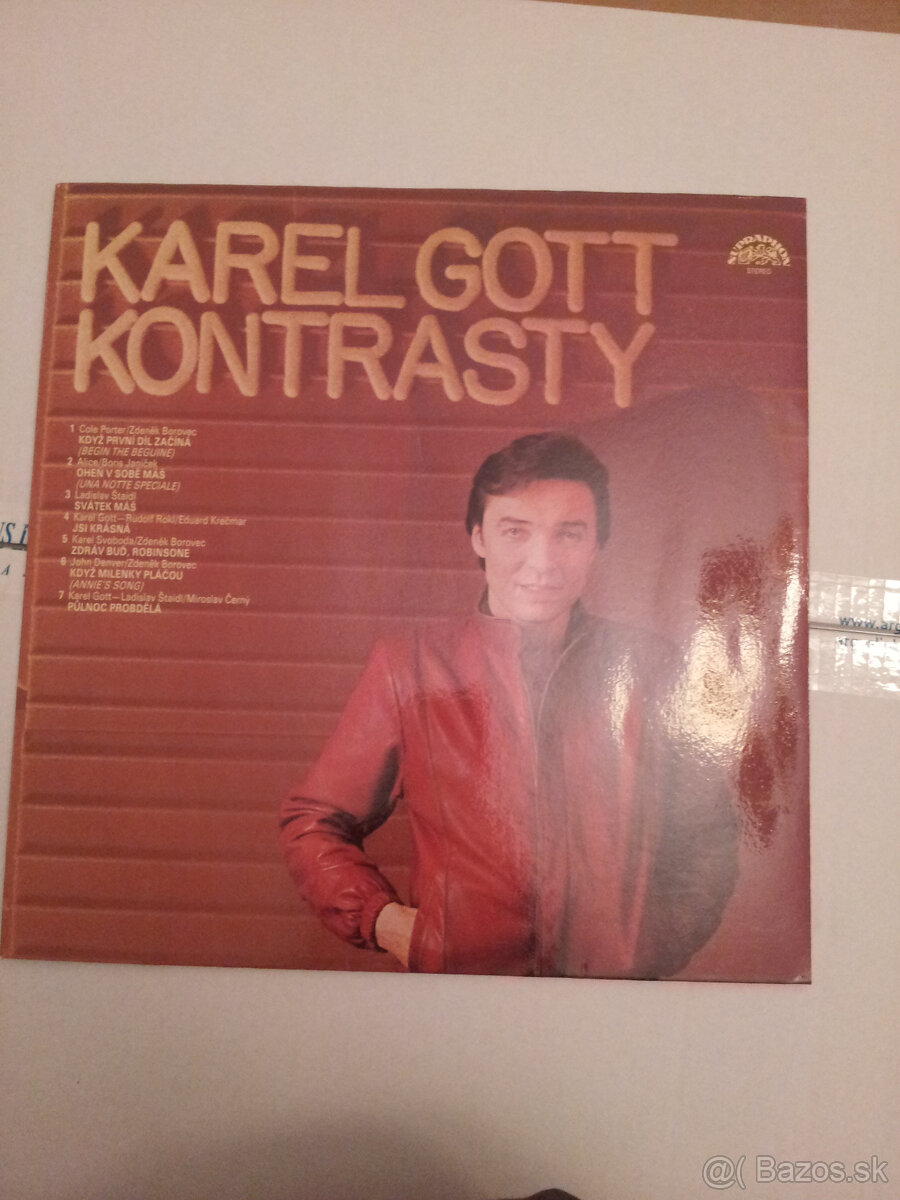 KAREL GOTT
KONTRASTY
SUPRAPHON
STEREO
1 Cole Porter/Zdeněk Borovec
KDYŽ PRVNÍ DÍL ZAČÍNÁ
(BEGIN THE BEGUINE)
2 Alice/Boris Janíček
OHEŇ V SOBĚ MÁŠ
(UNA NOTTE SPECIALE)
3 Ladislav Štaidl
SVÁTEK MÁŠ
4 Karel Gott—Rudolf Rokl/Eduard Krečmar
JSI KRÁSNÁ
5 Karel Svoboda/Zdeněk Borovec
ZDRÁV BUĎ, ROBINSONE
6 John Denver/Zdeněk Borovec
KDYŽ MILENKY PLÁČOU
(ANNIE'S SONG)
7 Karel Gott—Ladislav Štaidl/Miroslav Černý
PŮLNOC PROBDĚLÁ
www.arg
@( Bazos.sk